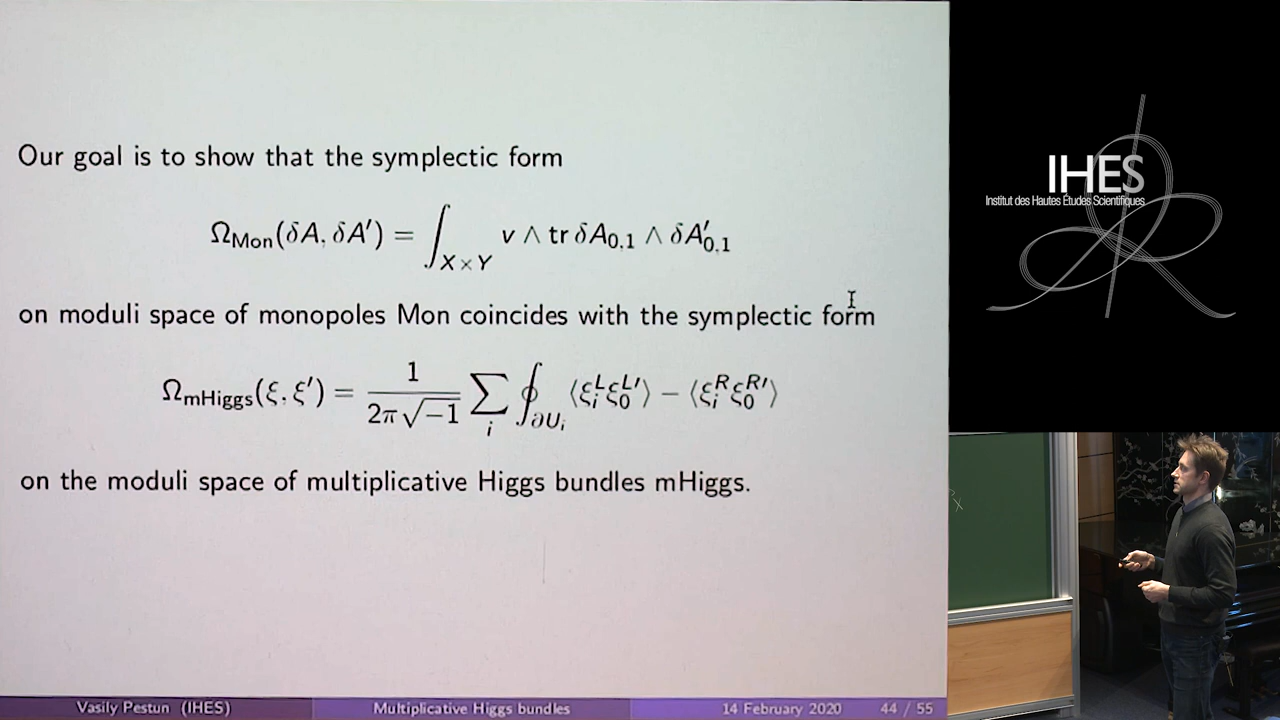 Our goal is to show that the symplectic form
Ω_Mon(δA, δA′) = ∫_{X×Y} v ∧ tr δA_{0,1} ∧ δA′_{0,1}
on moduli space of monopoles Mon coincides with the symplectic form
Ω_mHiggs(ξ, ξ′) = 1/(2π√−1) ∑_i ∮_{∂U_i} ⟨ξ_i^L ξ_0^{L′}⟩ − ⟨ξ_i^R ξ_0^{R′}⟩
on the moduli space of multiplicative Higgs bundles mHiggs.
Vasily Pestun (IHES) Multiplicative Higgs bundles 14 February 2020 44 / 55
IHES
Institut des Hautes Études Scientifiques